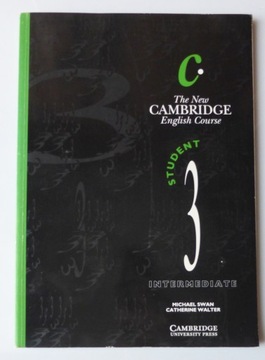 c.
The New
CAMBRIDGE
English Course
STUDENT
3
INTERMEDIATE
MICHAEL SWAN
CATHERINE WALTER
CAMBRIDGE
UNIVERSITY PRESS